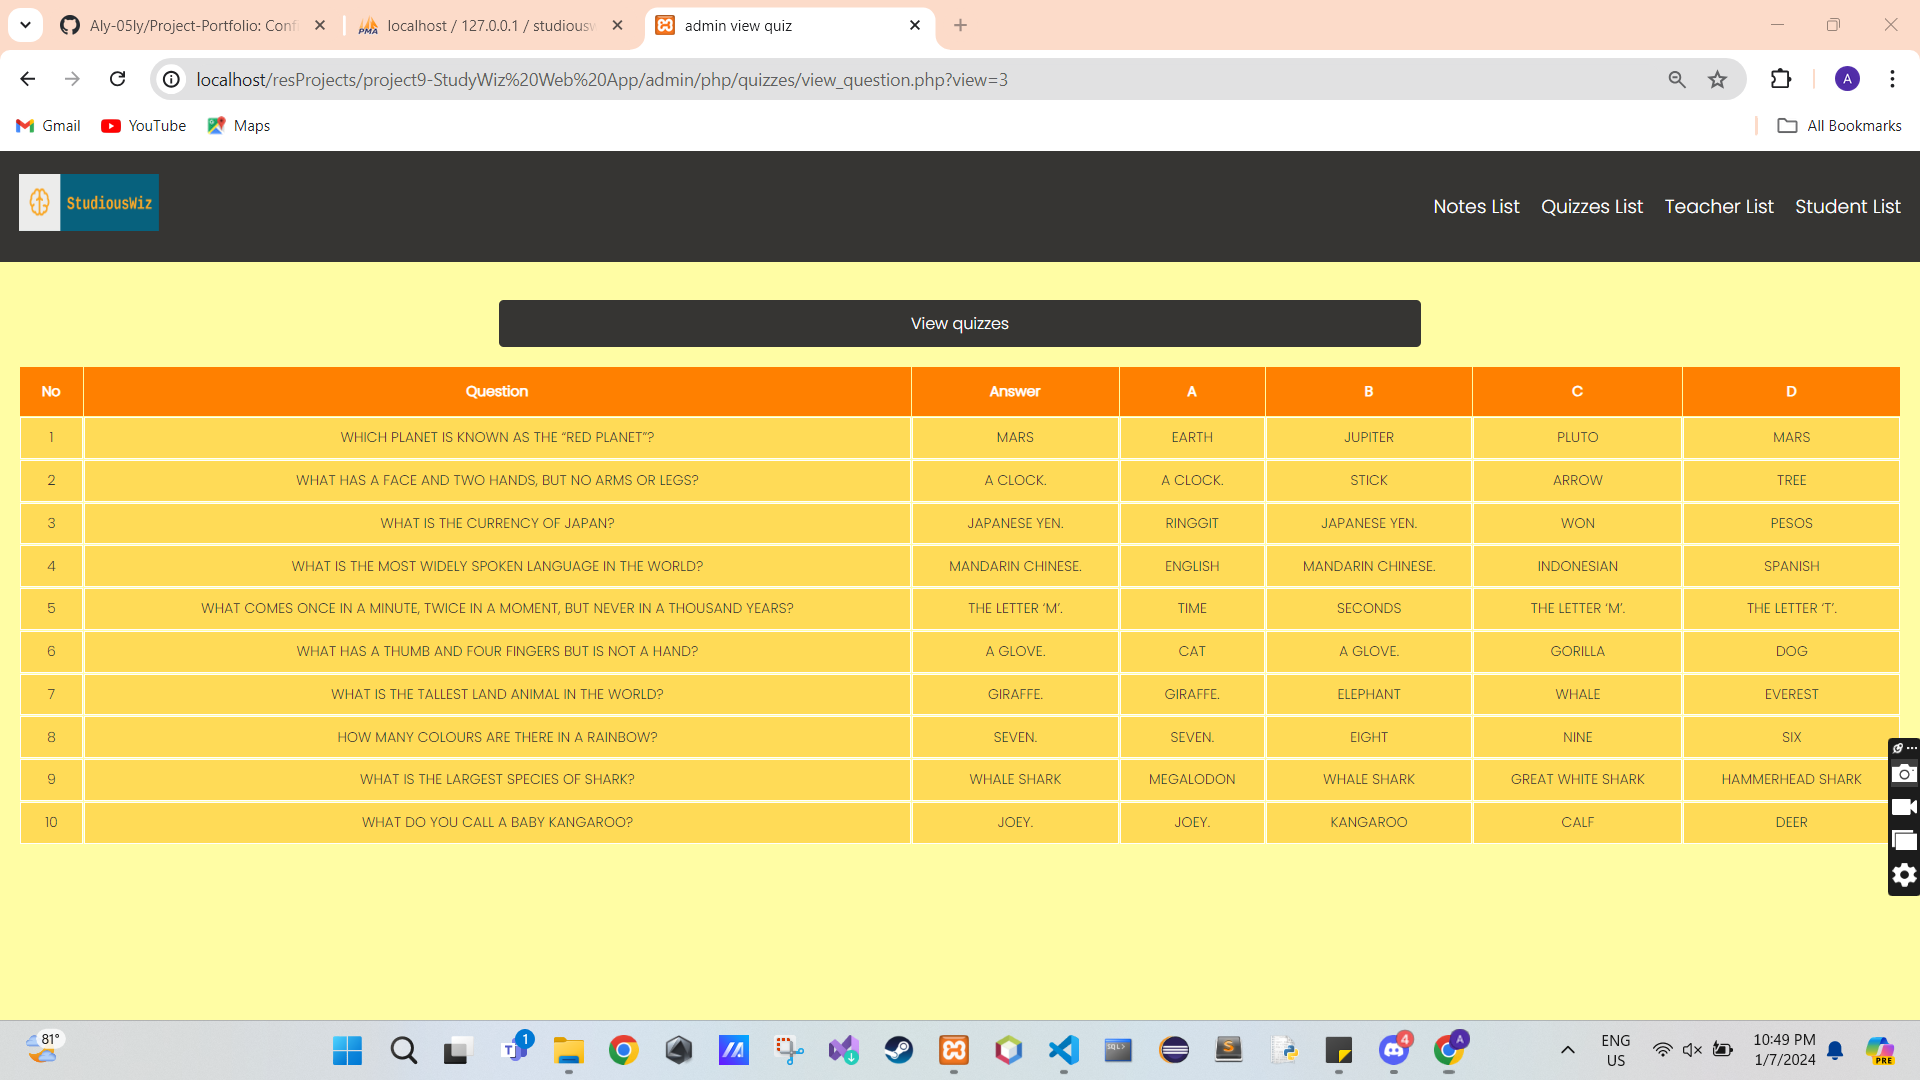 Aly-05ly/Project-Portfolio: Conf
localhost / 127.0.0.1 / studiousw
admin view quiz
localhost/resProjects/project9-StudyWiz%20Web%20App/admin/php/quizzes/view_question.php?view=3
A
Gmail YouTube Maps All Bookmarks
StudiousWiz
Notes List Quizzes List Teacher List Student List
View quizzes
No Question Answer A B C D
1 WHICH PLANET IS KNOWN AS THE “RED PLANET”? MARS EARTH JUPITER PLUTO MARS
2 WHAT HAS A FACE AND TWO HANDS, BUT NO ARMS OR LEGS? A CLOCK. A CLOCK. STICK ARROW TREE
3 WHAT IS THE CURRENCY OF JAPAN? JAPANESE YEN. RINGGIT JAPANESE YEN. WON PESOS
4 WHAT IS THE MOST WIDELY SPOKEN LANGUAGE IN THE WORLD? MANDARIN CHINESE. ENGLISH MANDARIN CHINESE. INDONESIAN SPANISH
5 WHAT COMES ONCE IN A MINUTE, TWICE IN A MOMENT, BUT NEVER IN A THOUSAND YEARS? THE LETTER ‘M’. TIME SECONDS THE LETTER ‘M’. THE LETTER ‘T’.
6 WHAT HAS A THUMB AND FOUR FINGERS BUT IS NOT A HAND? A GLOVE. CAT A GLOVE. GORILLA DOG
7 WHAT IS THE TALLEST LAND ANIMAL IN THE WORLD? GIRAFFE. GIRAFFE. ELEPHANT WHALE EVEREST
8 HOW MANY COLOURS ARE THERE IN A RAINBOW? SEVEN. SEVEN. EIGHT NINE SIX
9 WHAT IS THE LARGEST SPECIES OF SHARK? WHALE SHARK MEGALODON WHALE SHARK GREAT WHITE SHARK HAMMERHEAD SHARK
10 WHAT DO YOU CALL A BABY KANGAROO? JOEY. JOEY. KANGAROO CALF DEER
81°
1
4
A
ENG
US
10:49 PM
1/7/2024
PRE